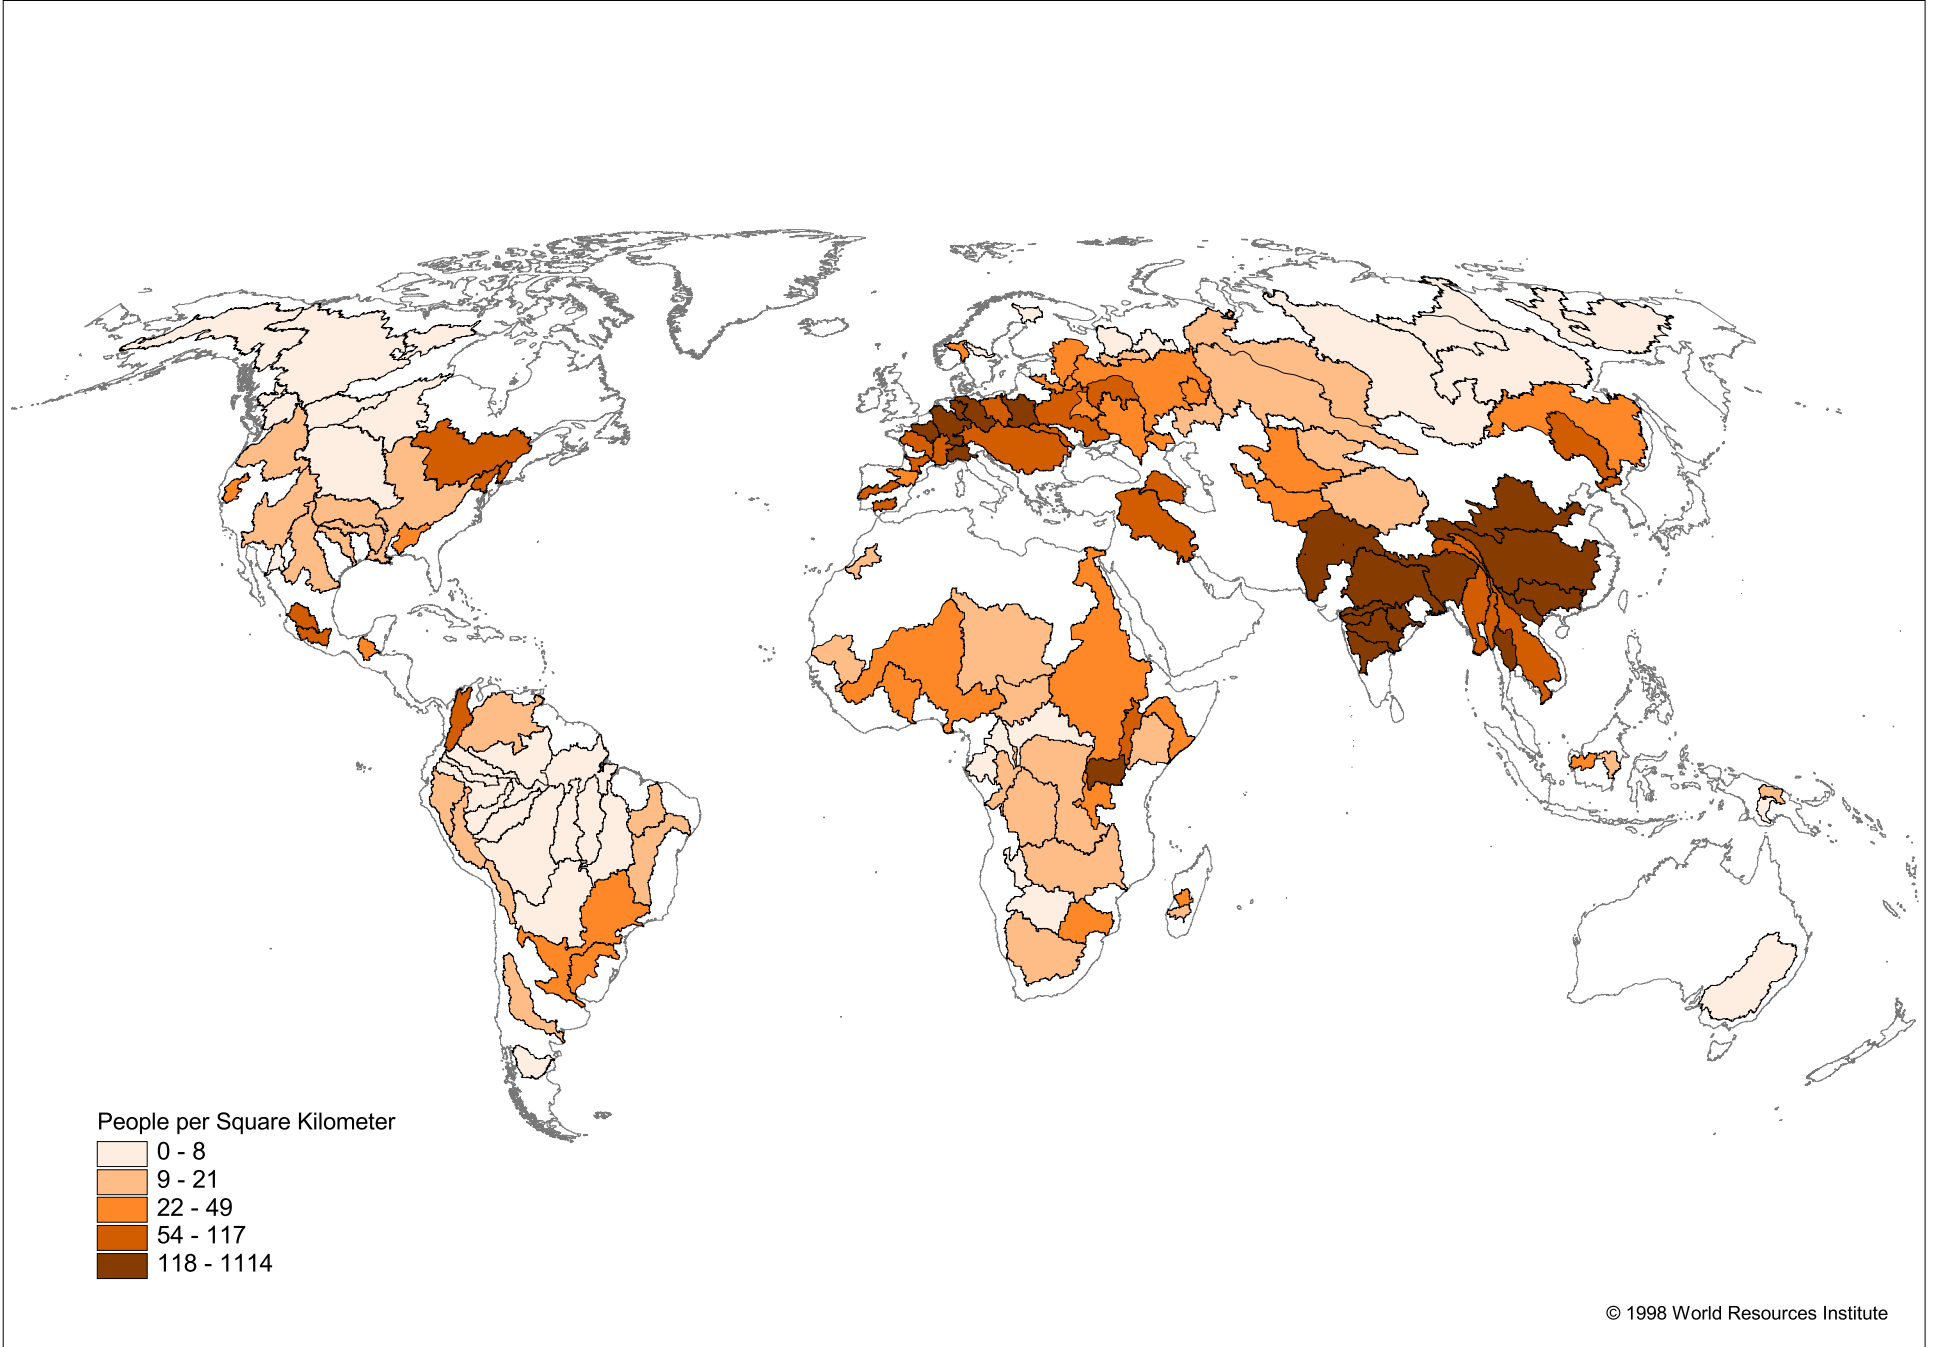 People per Square Kilometer
0 - 8
9 - 21
22 - 49
54 - 117
118 - 1114
© 1998 World Resources Institute